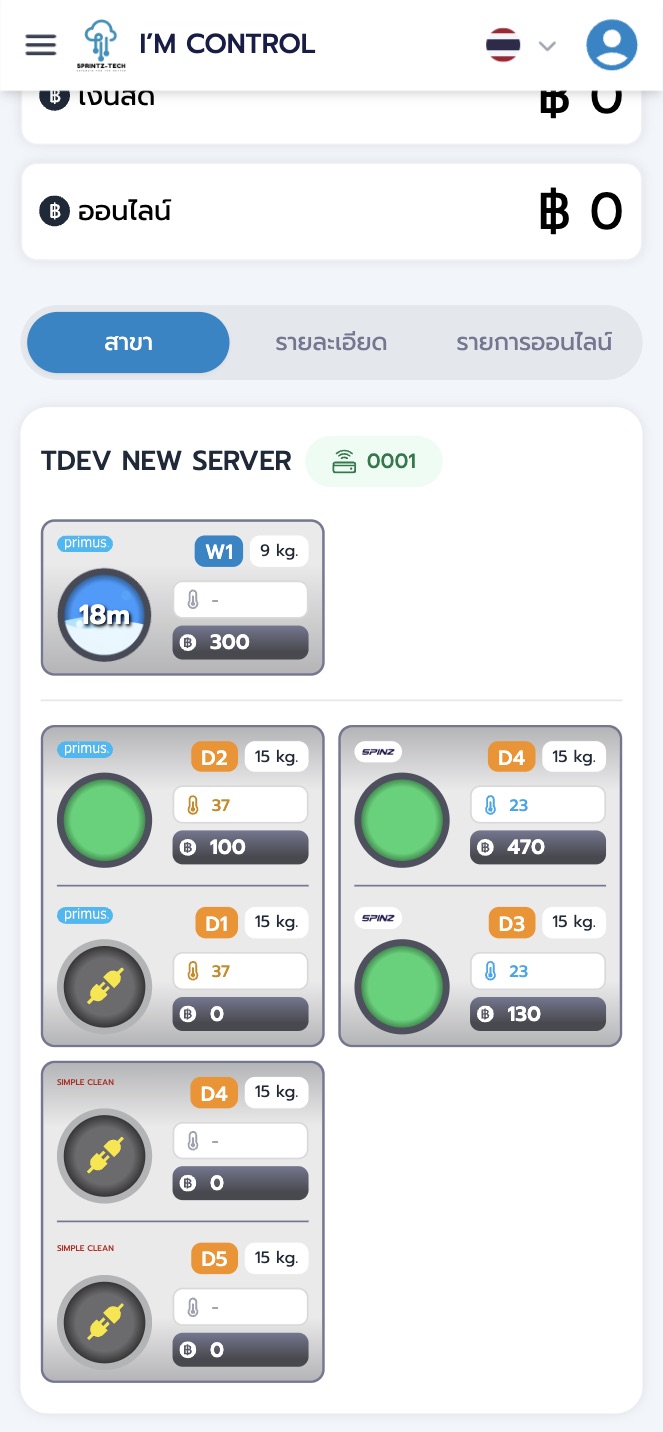 SPRINTZ-TECH
I'M CONTROL
฿ เงินสด ฿ 0
฿ ออนไลน์ ฿ 0
สาขา รายละเอียด รายการออนไลน์
TDEV NEW SERVER 0001
primus. W1 9 kg.
18m -
฿ 300
primus. D2 15 kg.
37
฿ 100
primus. D1 15 kg.
37
฿ 0
SPINZ D4 15 kg.
23
฿ 470
SPINZ D3 15 kg.
23
฿ 130
SIMPLE CLEAN D4 15 kg.
-
฿ 0
SIMPLE CLEAN D5 15 kg.
-
฿ 0